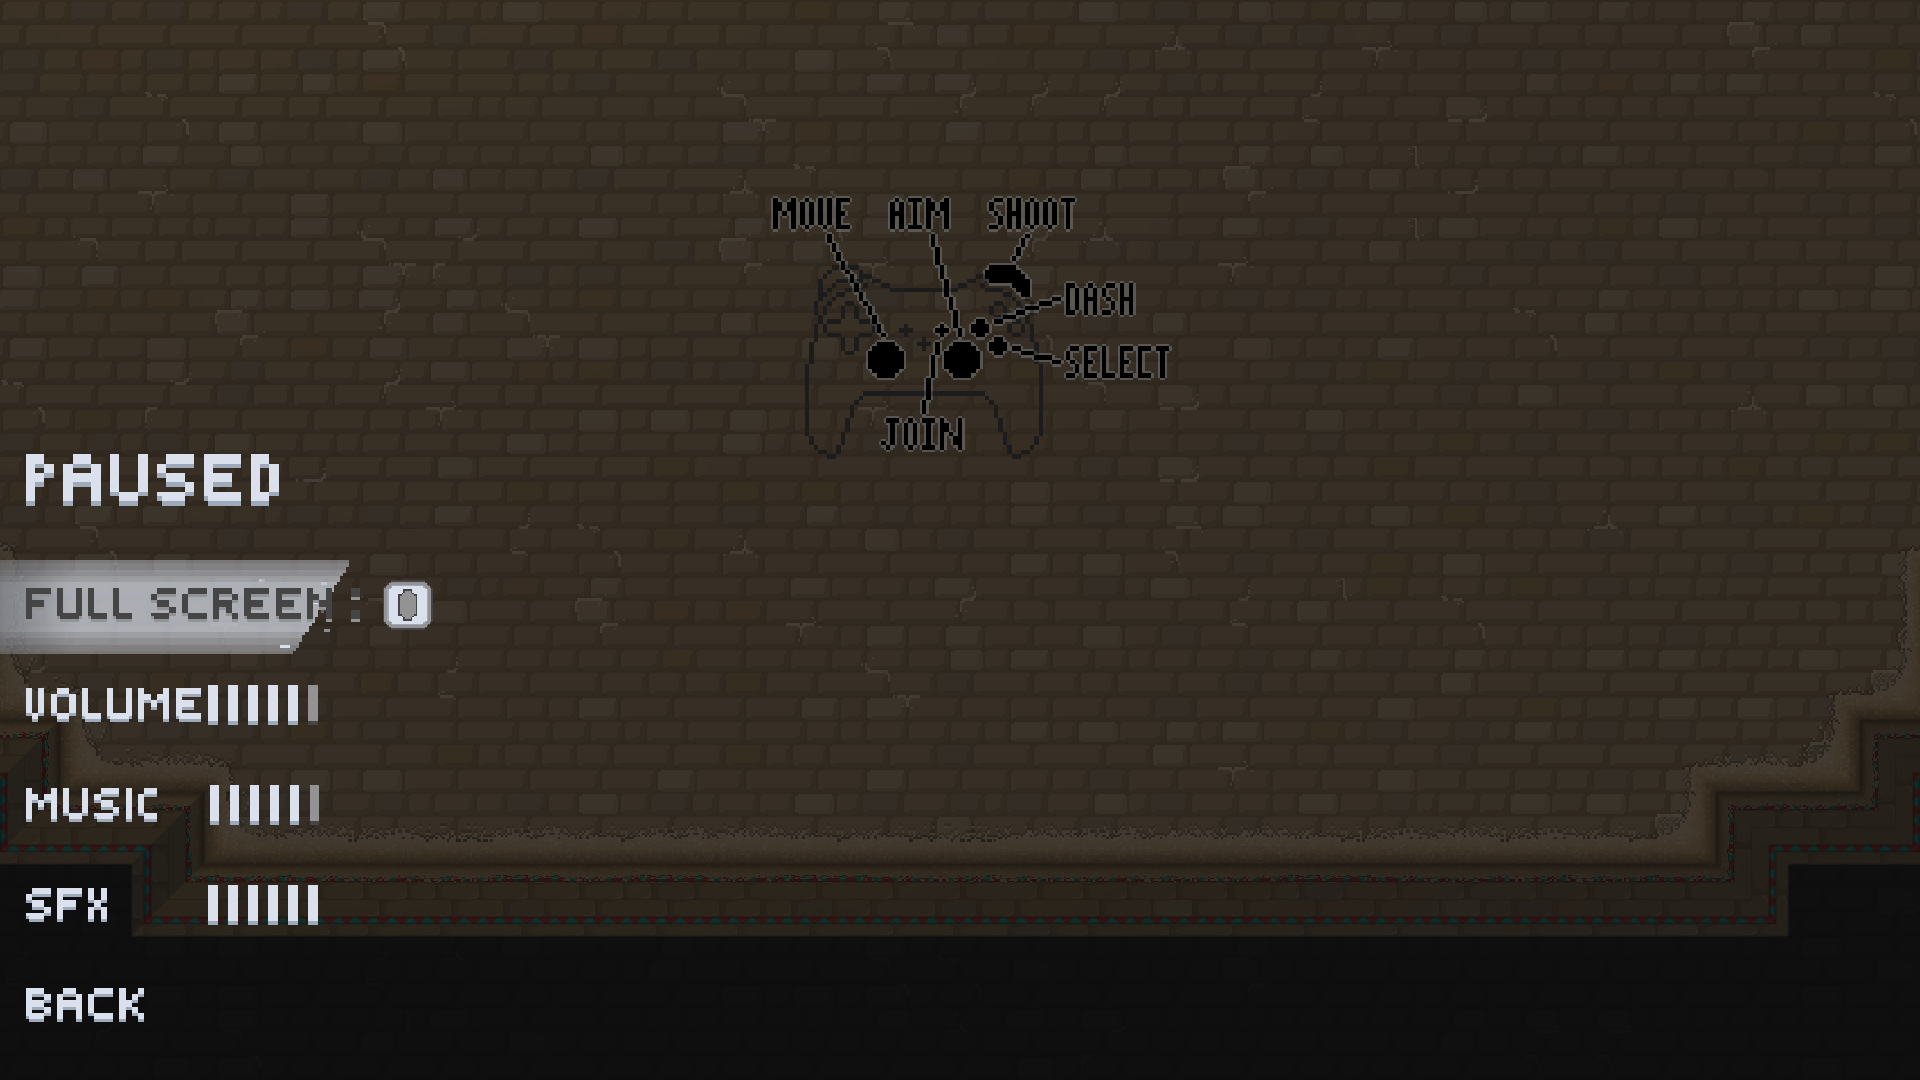 MOVE AIM SHOOT
DASH
SELECT
JOIN
PAUSED
FULL SCREEN :
VOLUME
MUSIC
SFX
BACK